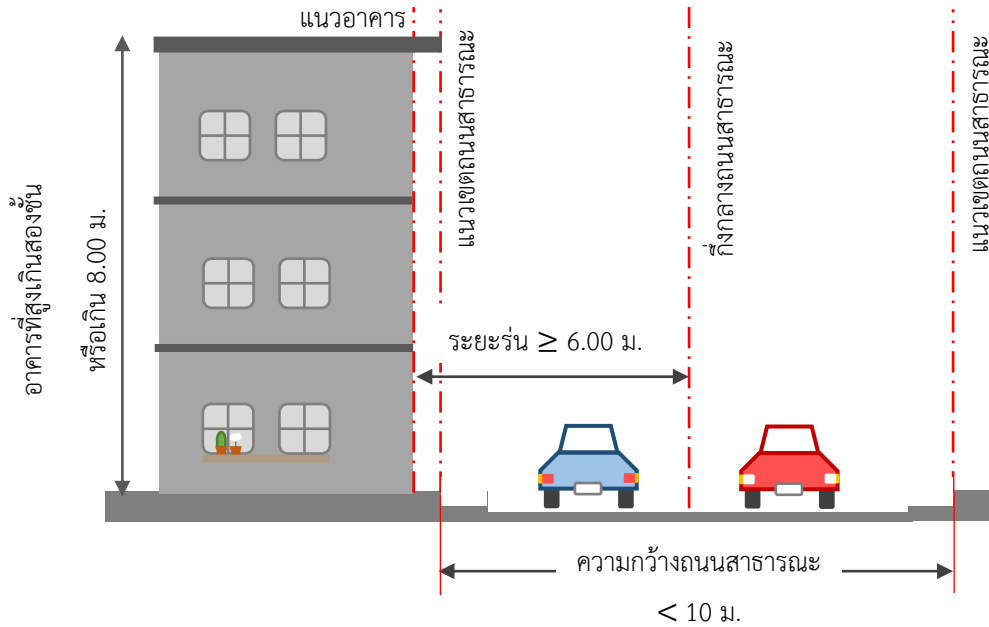 แนวอาคาร
แนวเขตถนนสาธารณะ
กึ่งกลางถนนสาธารณะ
แนวเขตถนนสาธารณะ
อาคารที่สูงเกินสองชั้น
หรือเกิน 8.00 ม.
ระยะร่น ≥ 6.00 ม.
ความกว้างถนนสาธารณะ
< 10 ม.